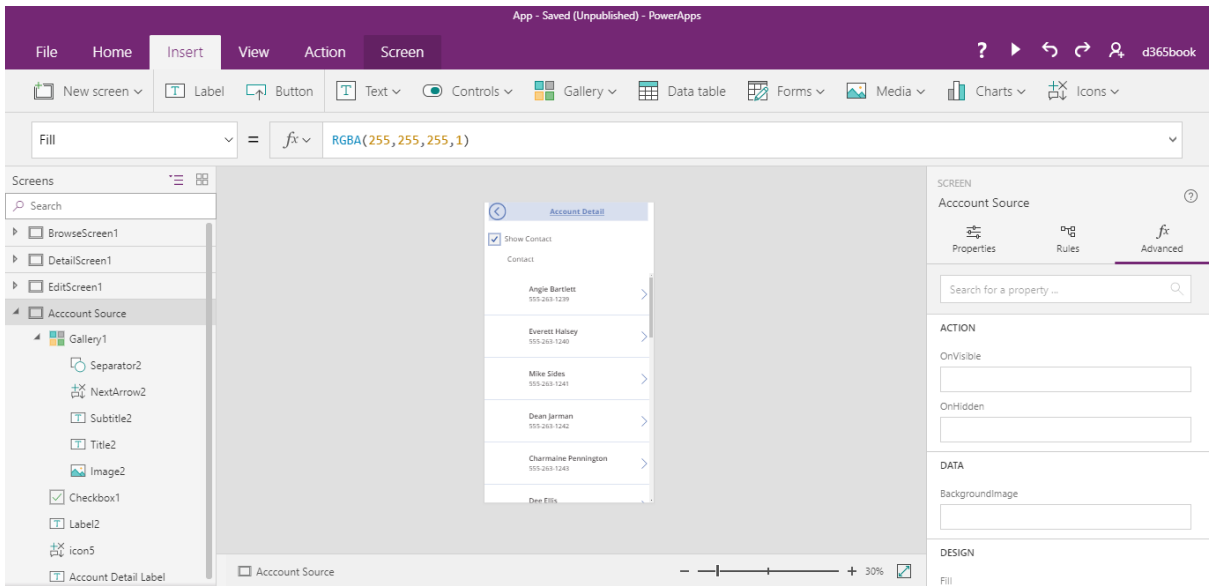 App - Saved (Unpublished) - PowerApps
File Home Insert View Action Screen ? d365book
New screen Label Button Text Controls Gallery Data table Forms Media Charts Icons
Fill = fx RGBA(255,255,255,1)
Screens
Search
BrowseScreen1
DetailScreen1
EditScreen1
Acccount Source
Gallery1
Separator2
NextArrow2
Subtitle2
Title2
Image2
Checkbox1
Label2
icon5
Account Detail Label
Account Detail
Show Contact
Contact
Angie Bartlett
555-263-1239
Everett Halsey
555-263-1240
Mike Sides
555-263-1241
Dean Jarman
555-263-1242
Charmaine Pennington
555-263-1243
Dee Ellis
Acccount Source 30%
SCREEN
Acccount Source
Properties Rules Advanced
Search for a property ...
ACTION
OnVisible
OnHidden
DATA
BackgroundImage
DESIGN
Fill